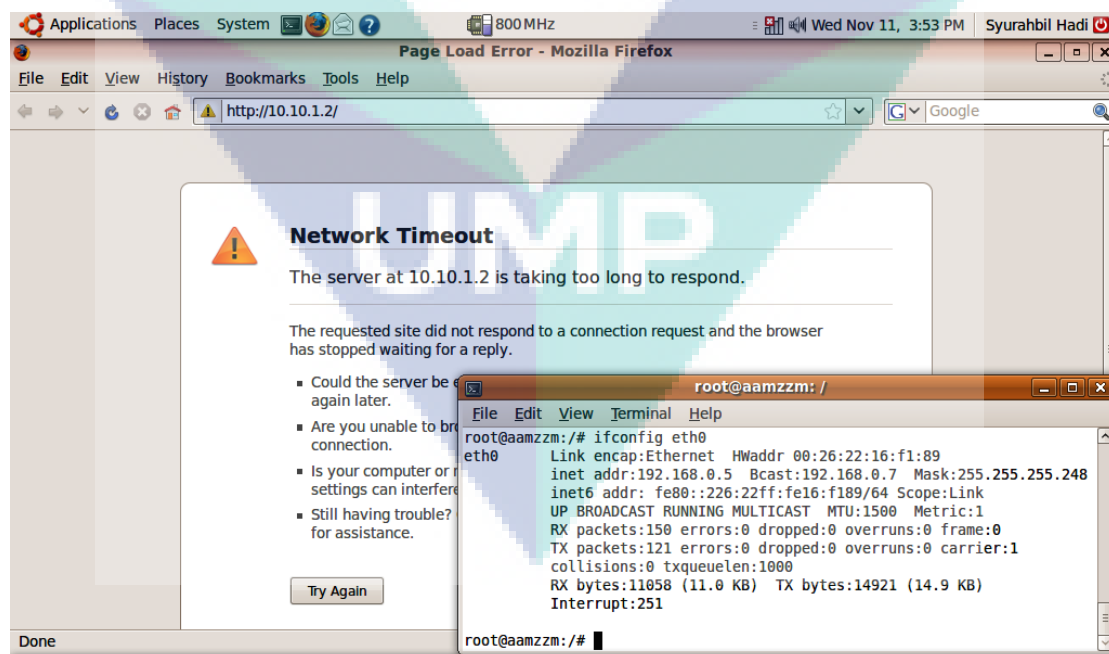 Applications Places System 800 MHz Wed Nov 11, 3:53 PM Syurahbil Hadi
Page Load Error - Mozilla Firefox
File Edit View History Bookmarks Tools Help
http://10.10.1.2/ G Google
UMP
Network Timeout
The server at 10.10.1.2 is taking too long to respond.
The requested site did not respond to a connection request and the browser
has stopped waiting for a reply.
Could the server be
again later.
Are you unable to
connection.
Is your computer or
settings can
Still having trouble?
for assistance.
Try Again
Done
root@aamzzm: /
File Edit View Terminal Help
root@aamzzm:/# ifconfig eth0
eth0 Link encap:Ethernet HWaddr 00:26:22:16:f1:89
inet addr:192.168.0.5 Bcast:192.168.0.7 Mask:255.255.255.248
inet6 addr: fe80::226:22ff:fe16:f189/64 Scope:Link
UP BROADCAST RUNNING MULTICAST MTU:1500 Metric:1
RX packets:150 errors:0 dropped:0 overruns:0 frame:0
TX packets:121 errors:0 dropped:0 overruns:0 carrier:1
collisions:0 txqueuelen:1000
RX bytes:11058 (11.0 KB) TX bytes:14921 (14.9 KB)
Interrupt:251
root@aamzzm:/#